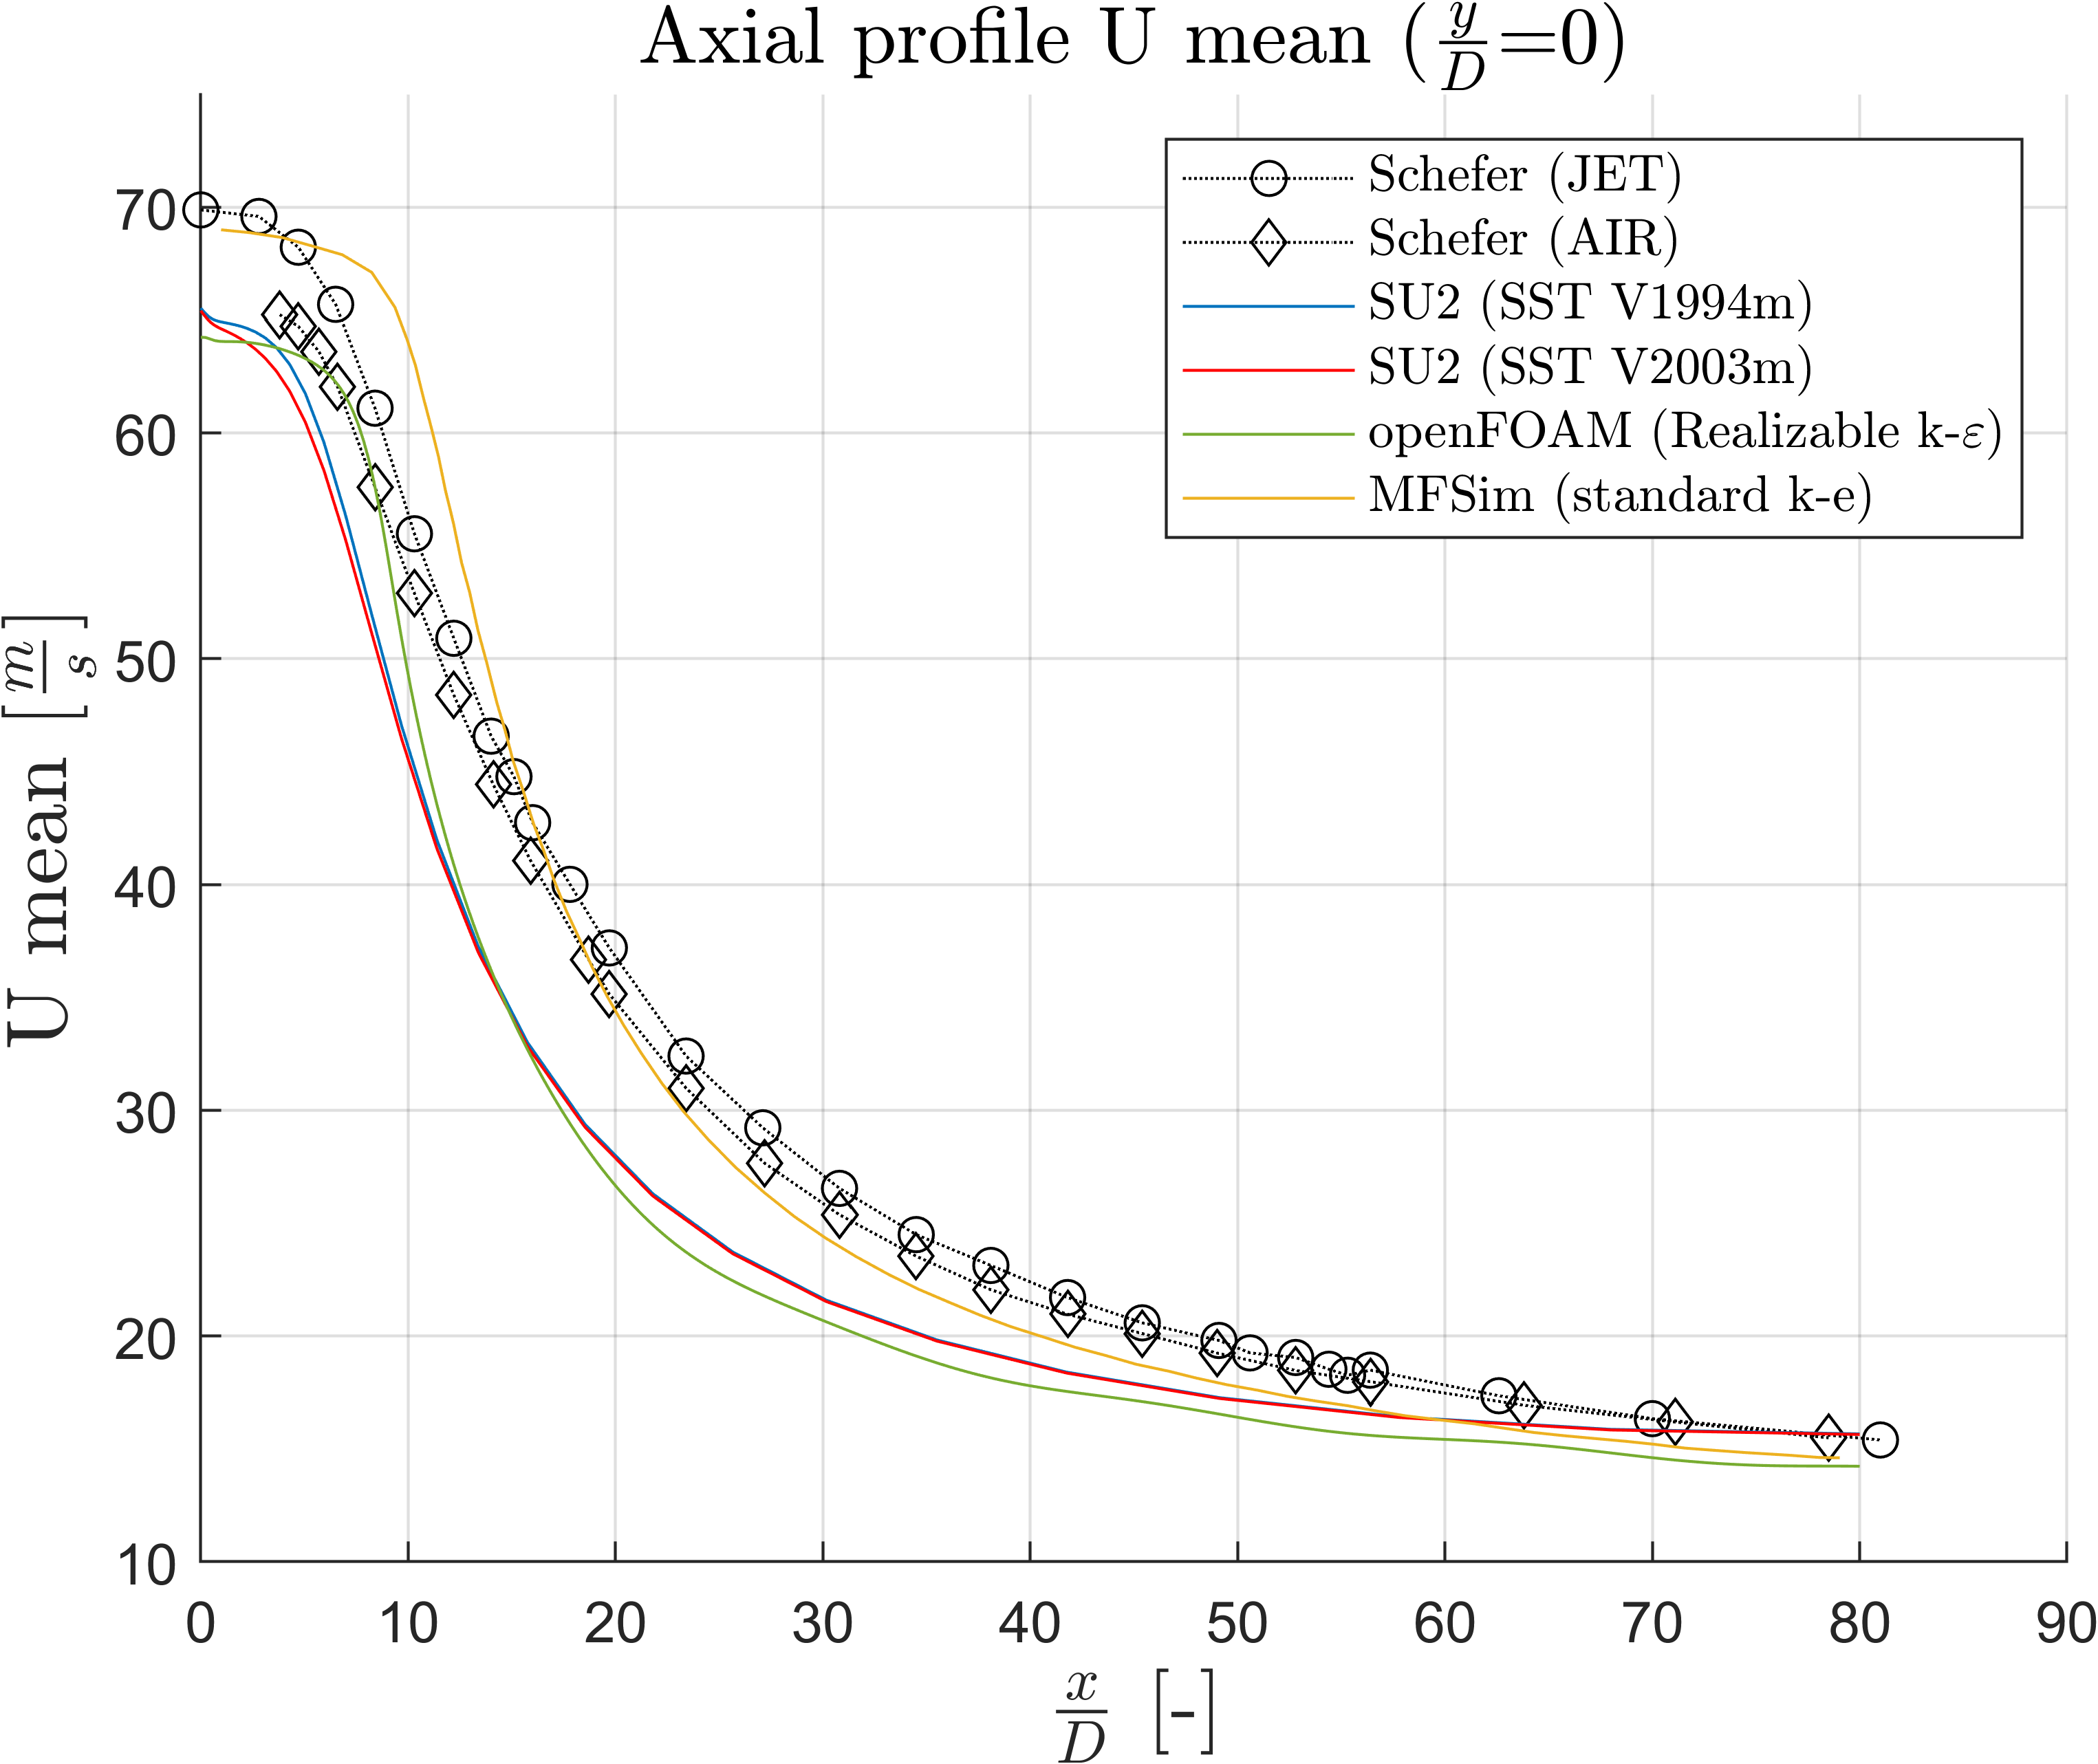 Axial profile U mean (y/D=0)
Schefer (JET)
Schefer (AIR)
SU2 (SST V1994m)
SU2 (SST V2003m)
openFOAM (Realizable k-ε)
MFSim (standard k-e)
U mean [m/s]
70
60
50
40
30
20
10
0 10 20 30 40 50 60 70 80 90
x/D [-]